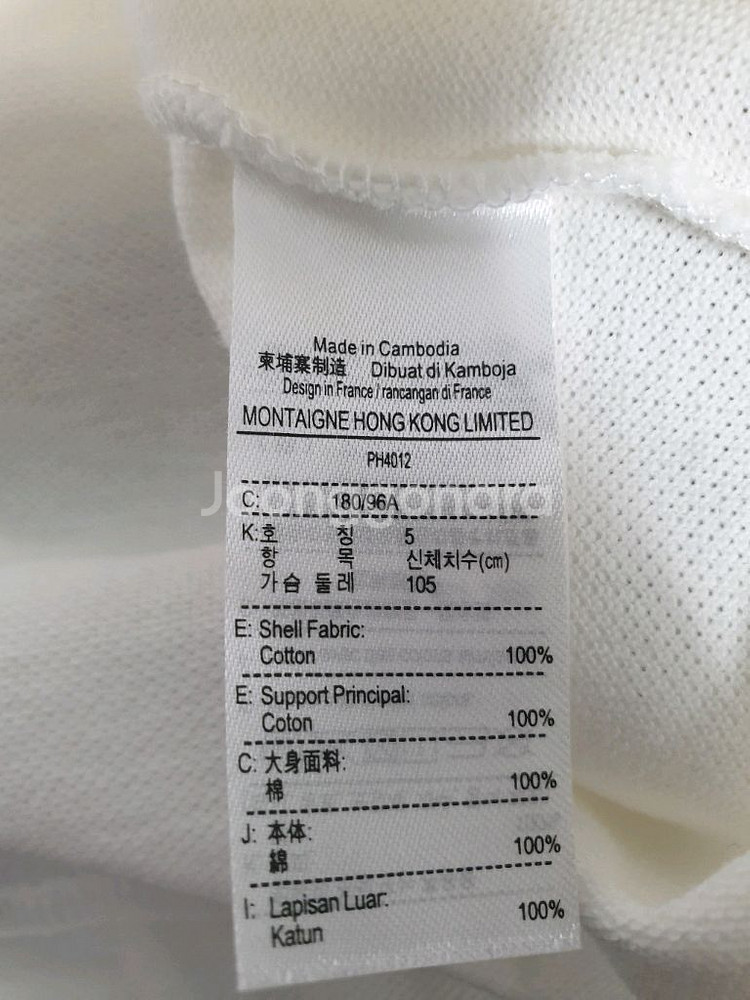 Made in Cambodia
柬埔寨制造 Dibuat di Kamboja
Design in France / rancangan di France
MONTAIGNE HONG KONG LIMITED
PH4012
C: 180/96A
K:호 칭 5
항 목 신체치수(cm)
가슴 둘레 105
E: Shell Fabric:
Cotton 100%
E: Support Principal:
Coton 100%
C: 大身面料:
棉 100%
J: 本体:
綿 100%
I: Lapisan Luar:
Katun 100%
Joonggonara